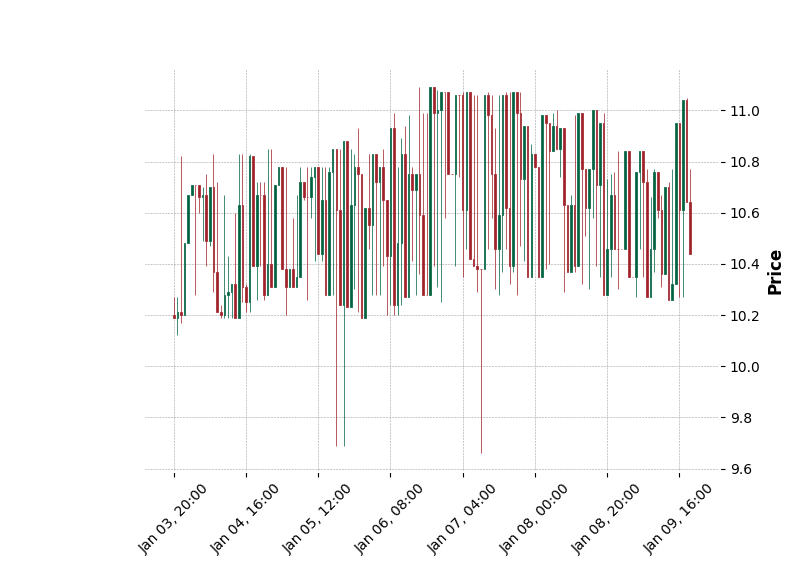 11.0
10.8
10.6
10.4
10.2
10.0
9.8
9.6
Price
Jan 03, 20:00
Jan 04, 16:00
Jan 05, 12:00
Jan 06, 08:00
Jan 07, 04:00
Jan 08, 00:00
Jan 08, 20:00
Jan 09, 16:00